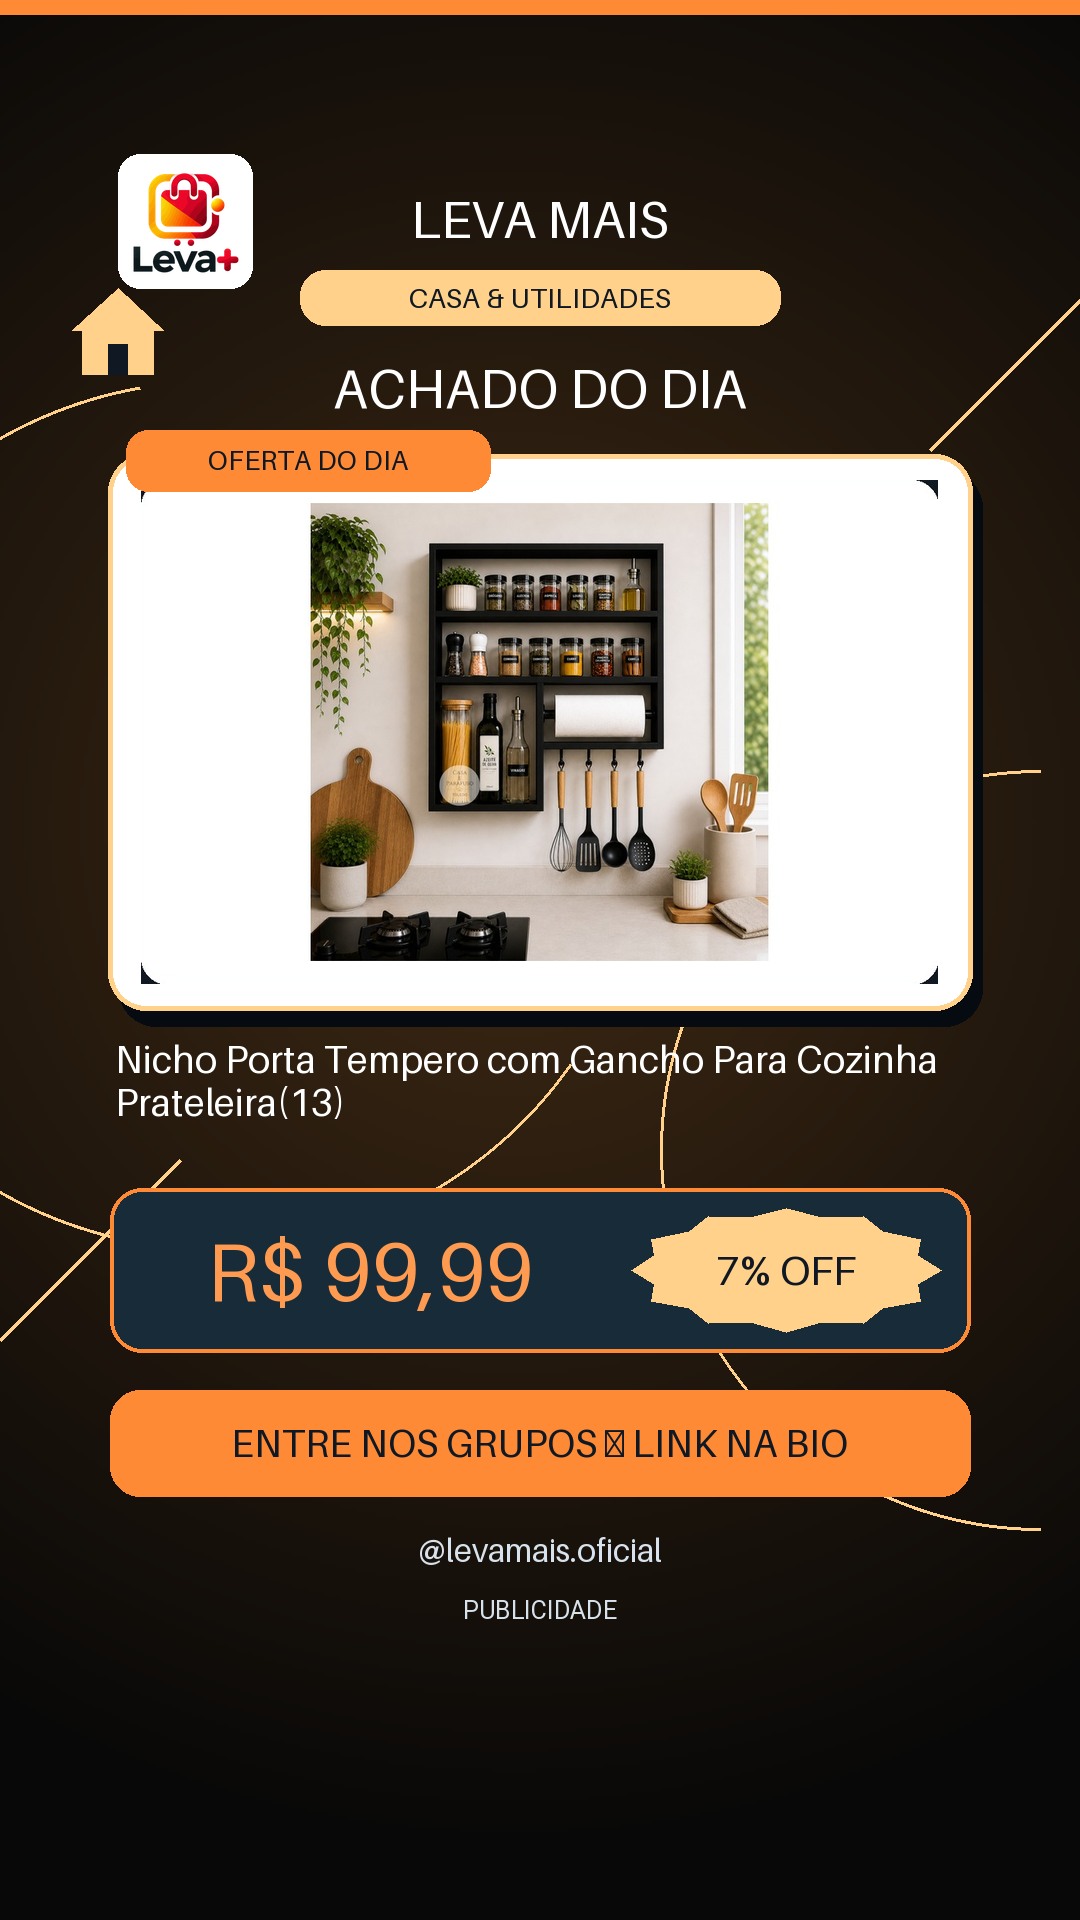 Leva+
LEVA MAIS
CASA & UTILIDADES
ACHADO DO DIA
OFERTA DO DIA
Nicho Porta Tempero com Gancho Para Cozinha
Prateleira(13)
R$ 99,99
7% OFF
ENTRE NOS GRUPOS LINK NA BIO
@levamais.oficial
PUBLICIDADE